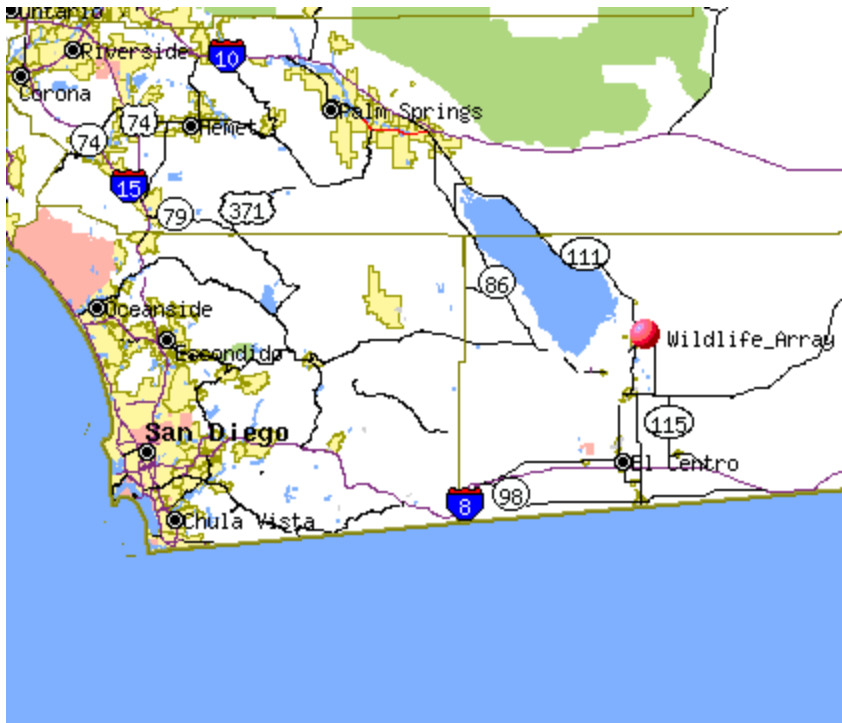 Ontario
Riverside
10
Corona
Palm Springs
74
Hemet
74
15
79
371
111
86
Oceanside
Wildlife_Array
Escondido
115
San Diego
El Centro
98
8
Chula Vista